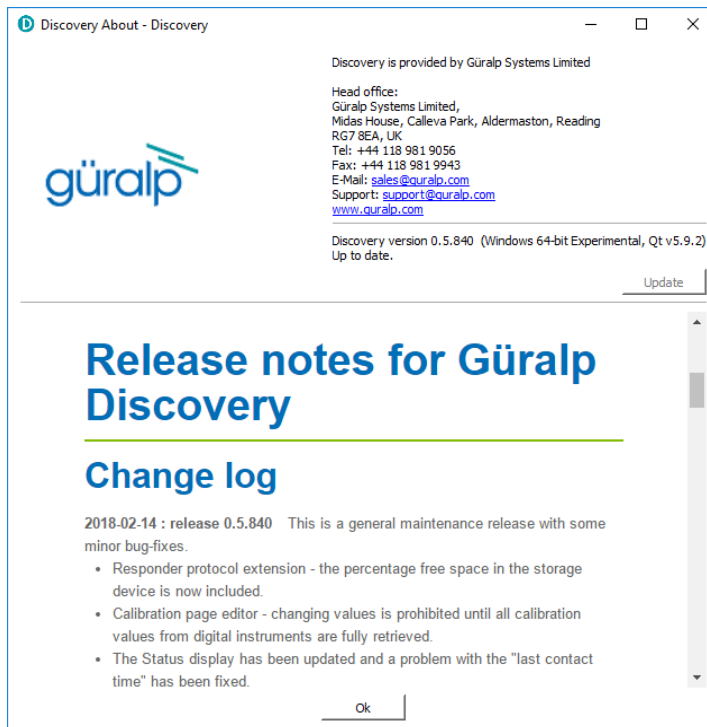 Discovery About - Discovery
Discovery is provided by Güralp Systems Limited
Head office:
Güralp Systems Limited,
Midas House, Calleva Park, Aldermaston, Reading
RG7 8EA, UK
Tel: +44 118 981 9056
Fax: +44 118 981 9943
E-Mail: sales@guralp.com
Support: support@guralp.com
www.guralp.com
güralp
Discovery version 0.5.840 (Windows 64-bit Experimental, Qt v5.9.2)
Up to date.
Update
Release notes for Güralp
Discovery
Change log
2018-02-14 : release 0.5.840 This is a general maintenance release with some
minor bug-fixes.
• Responder protocol extension - the percentage free space in the storage
device is now included.
• Calibration page editor - changing values is prohibited until all calibration
values from digital instruments are fully retrieved.
• The Status display has been updated and a problem with the "last contact
time" has been fixed.
Ok